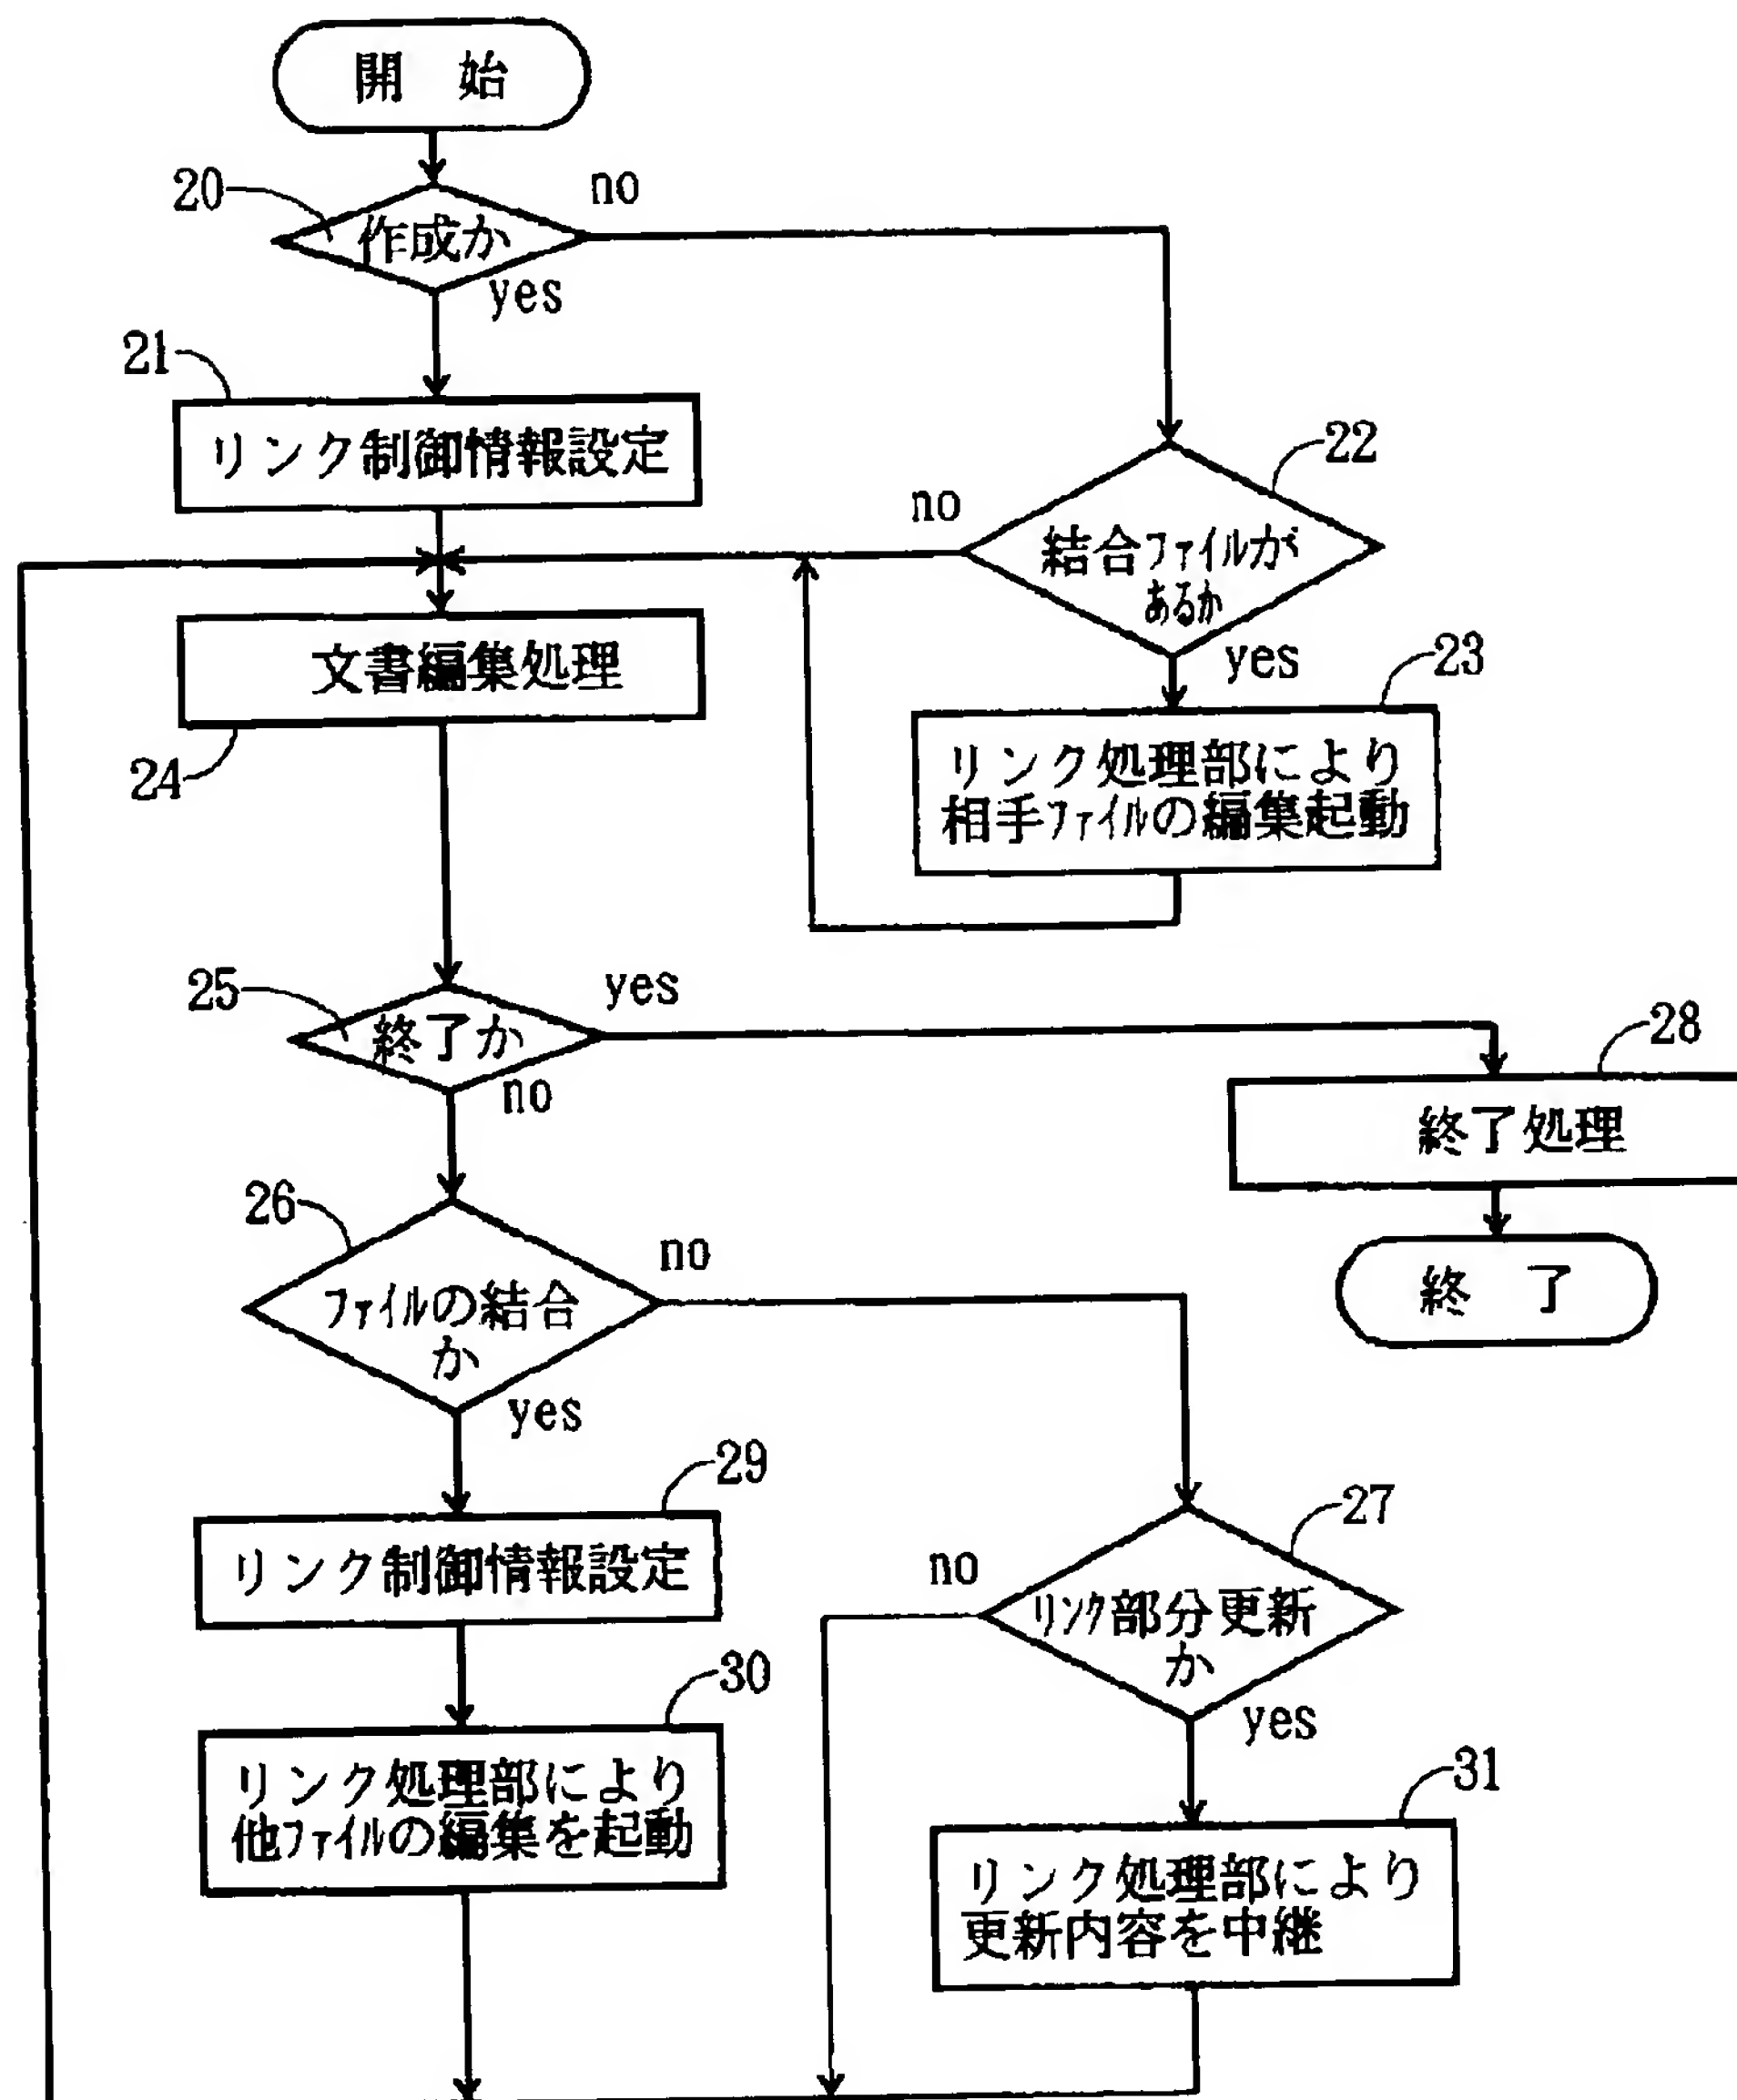 開 始
20
作成か
no
yes
21
リンク制御情報設定
22
結合ファイルが
あるか
no
yes
23
リンク処理部により
相手ファイルの編集起動
文書編集処理
24
25
終了か
yes
no
28
終了処理
終 了
26
ファイルの結合
か
no
yes
29
リンク制御情報設定
30
リンク処理部により
他ファイルの編集を起動
27
リンク部分更新
か
no
yes
31
リンク処理部により
更新内容を中継